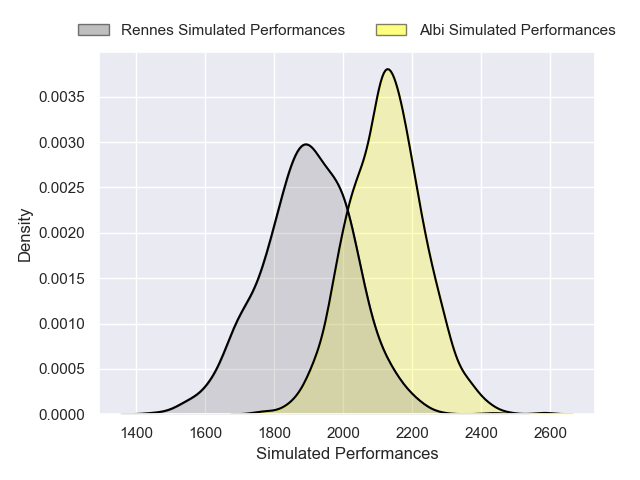 Rennes Simulated Performances
Albi Simulated Performances
0.0035
0.0030
0.0025
0.0020
0.0015
0.0010
0.0005
0.0000
Density
1400 1600 1800 2000 2200 2400 2600
Simulated Performances